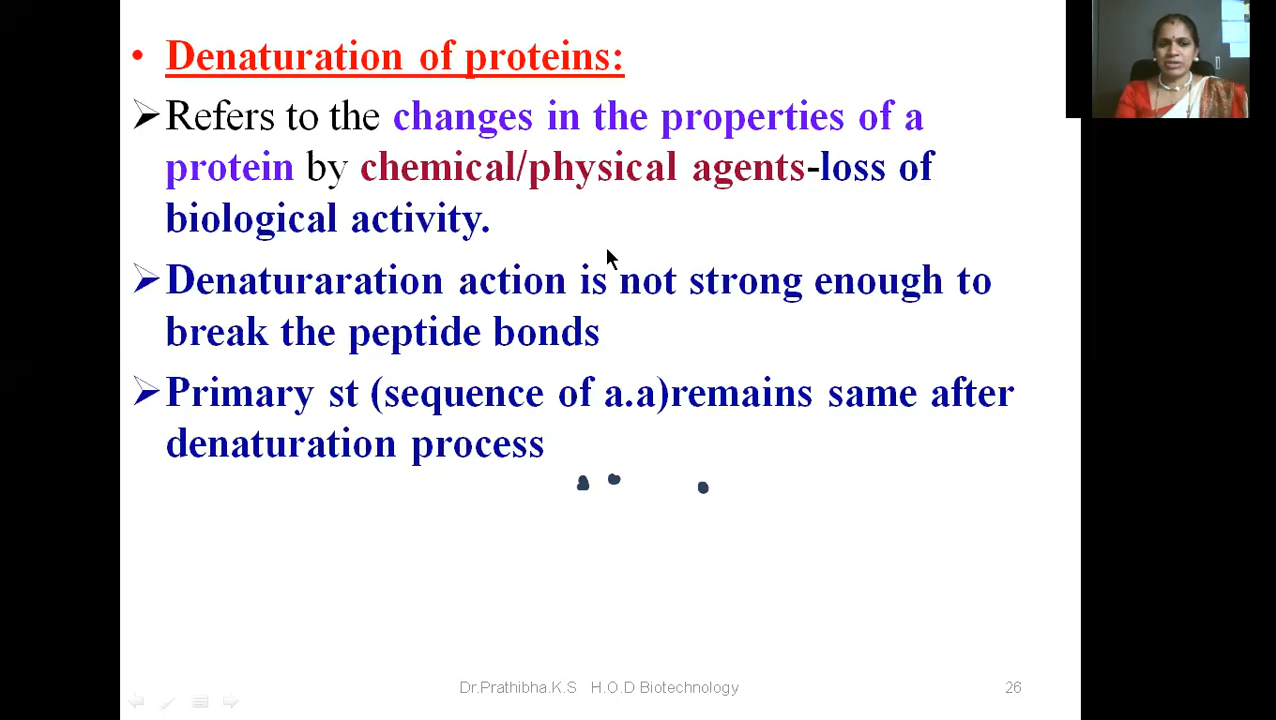 • Denaturation of proteins:
➢Refers to the changes in the properties of a
protein by chemical/physical agents-loss of
biological activity.
➢Denaturaration action is not strong enough to
break the peptide bonds
➢Primary st (sequence of a.a)remains same after
denaturation process
Dr.Prathibha.K.S H.O.D Biotechnology 26